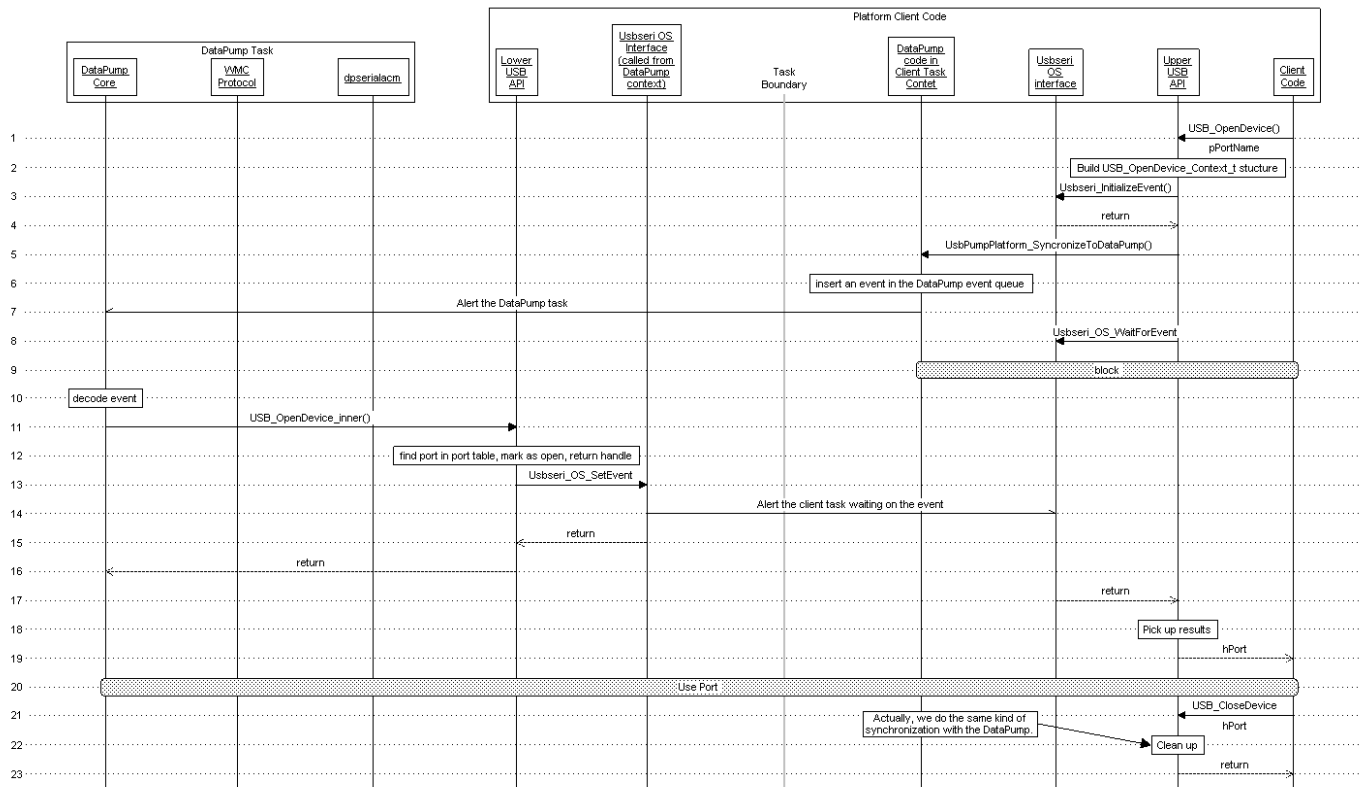 Platform Client Code
DataPump Task
DataPump
Core
WMC
Protocol
dpserialacm
Lower
USB
API
Usbseri OS
Interface
(called from
DataPump
context)
Task
Boundary
DataPump
code in
Client Task
Contet
Usbseri
OS
interface
Upper
USB
API
Client
Code
1
USB_OpenDevice()
pPortName
2
Build USB_OpenDevice_Context_t stucture
3
Usbseri_InitializeEvent()
4
return
5
UsbPumpPlatform_SyncronizeToDataPump()
6
insert an event in the DataPump event queue
7
Alert the DataPump task
8
Usbseri_OS_WaitForEvent
9
block
10
decode event
11
USB_OpenDevice_inner()
12
find port in port table, mark as open, return handle
13
Usbseri_OS_SetEvent
14
Alert the client task waiting on the event
15
return
16
return
17
return
18
Pick up results
19
hPort
20
Use Port
21
USB_CloseDevice
hPort
Actually, we do the same kind of
synchronization with the DataPump.
22
Clean up
23
return